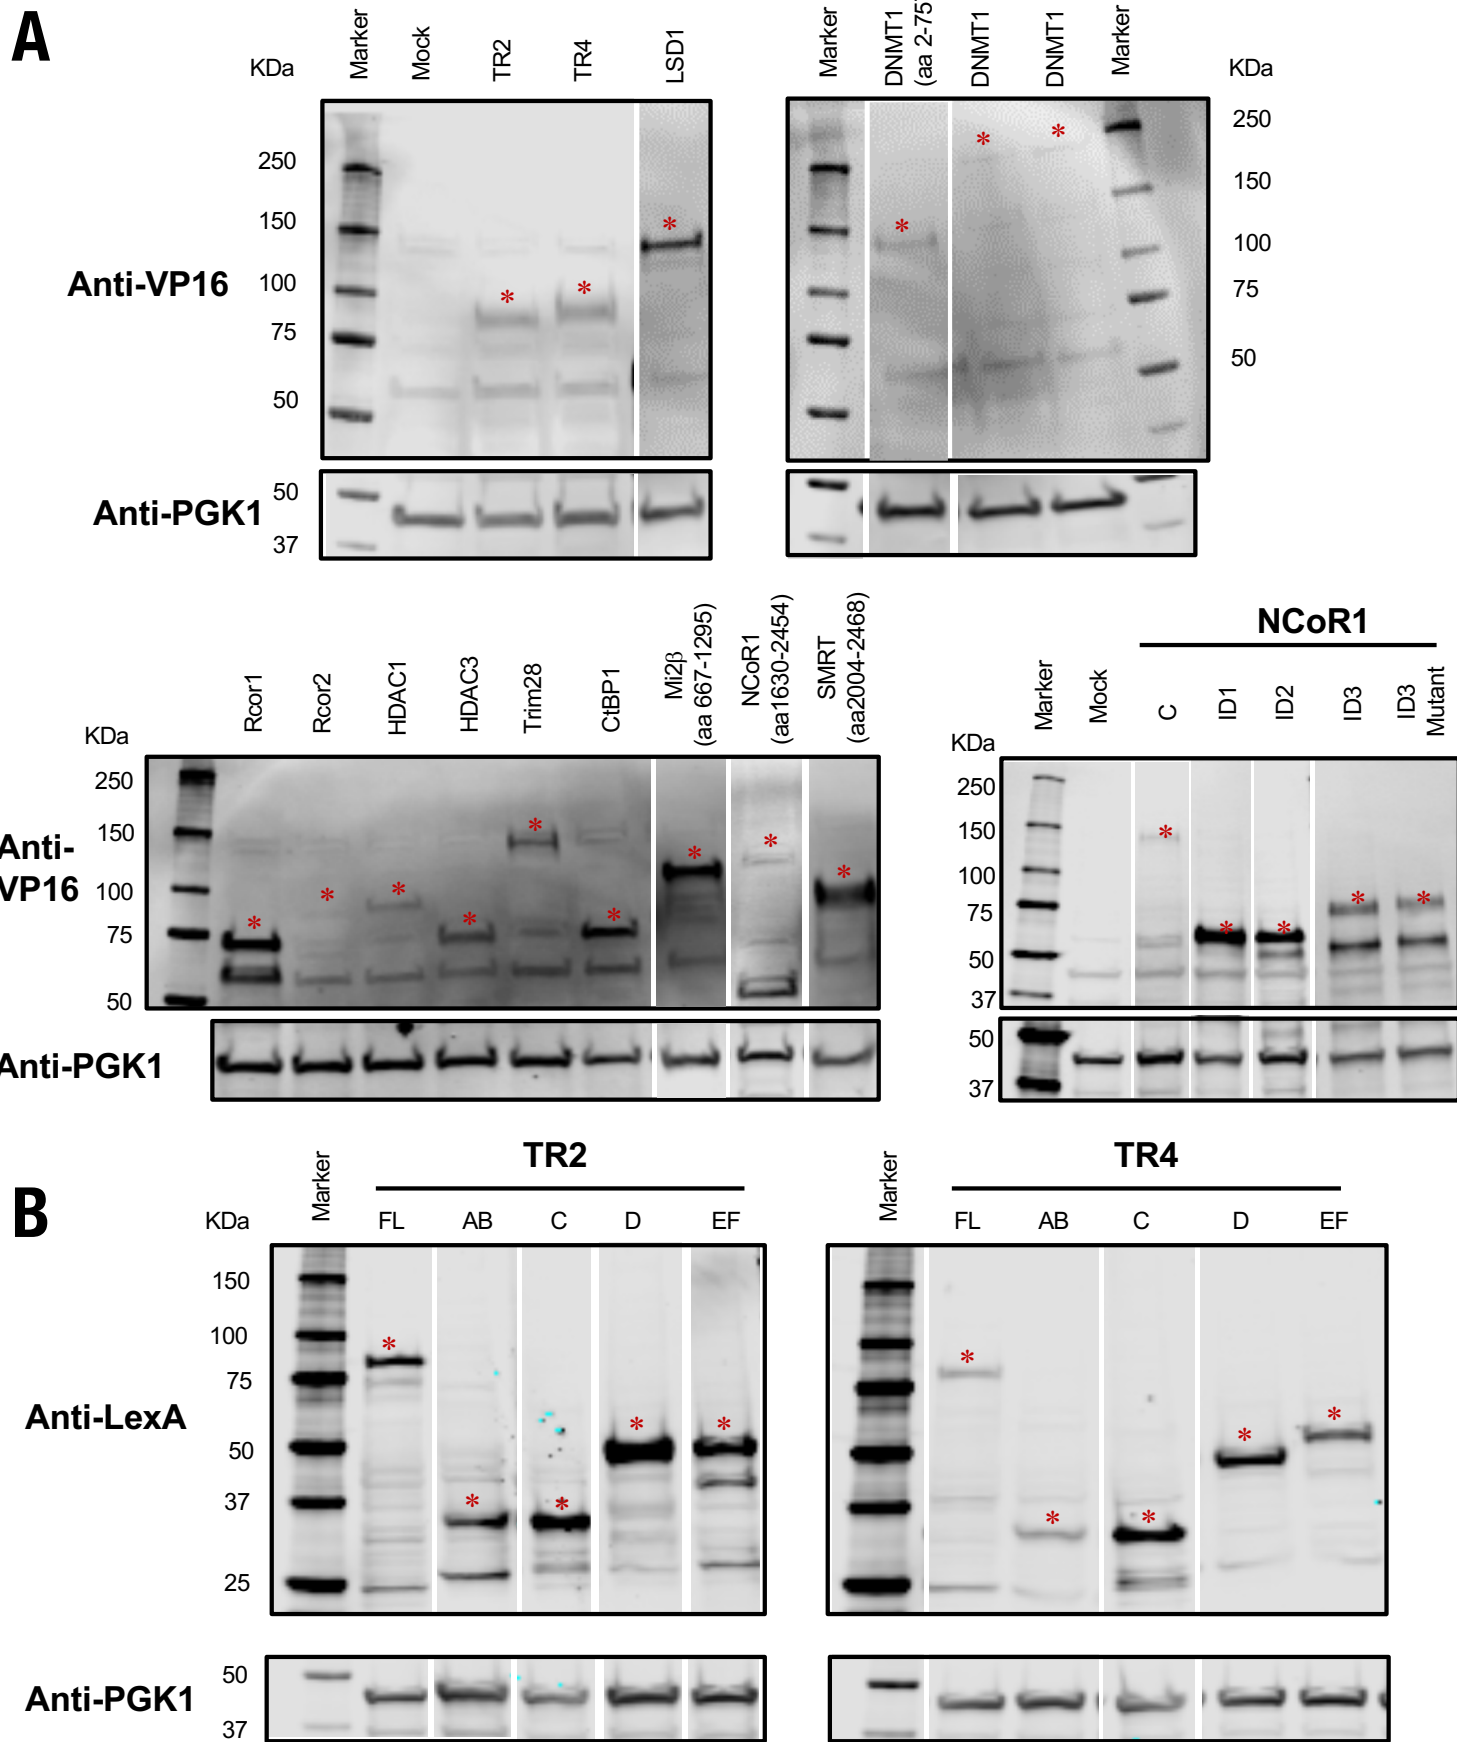 A
KDa
Marker
Mock
TR2
TR4
LSD1
Marker
DNMT1
(aa 2-75
DNMT1
DNMT1
Marker
KDa
250
150
100
75
50
Anti-VP16
250
150
100
75
50
*
*
*
*
*
*
Anti-PGK1
50
37
KDa
Rcor1
Rcor2
HDAC1
HDAC3
Trim28
CtBP1
Mi2β
(aa 667-1295)
NCoR1
(aa1630-2454)
SMRT
(aa2004-2468)
Anti-
VP16
250
150
100
75
50
*
*
*
*
*
*
*
*
*
Anti-PGK1
NCoR1
KDa
Marker
Mock
C
ID1
ID2
ID3
ID3
Mutant
250
150
100
75
50
37
*
*
*
*
*
50
37
B
TR2
KDa
Marker
FL
AB
C
D
EF
TR4
Marker
FL
AB
C
D
EF
Anti-LexA
150
100
75
50
37
25
*
*
*
*
*
*
*
*
*
*
Anti-PGK1
50
37